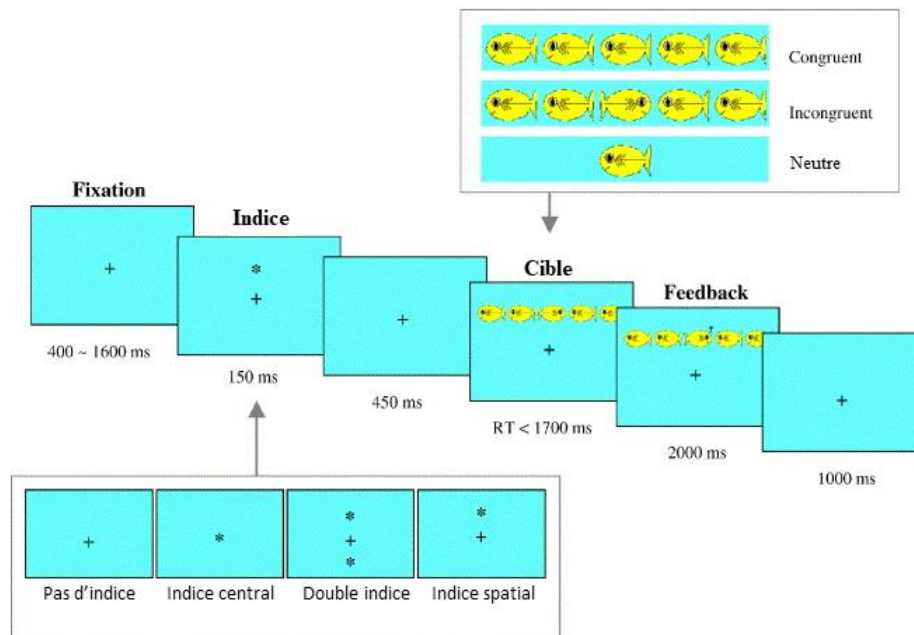 Congruent
Incongruent
Neutre
Fixation
Indice
Cible
Feedback
400 ~ 1600 ms
150 ms
450 ms
RT < 1700 ms
2000 ms
1000 ms
Pas d'indice
Indice central
Double indice
Indice spatial